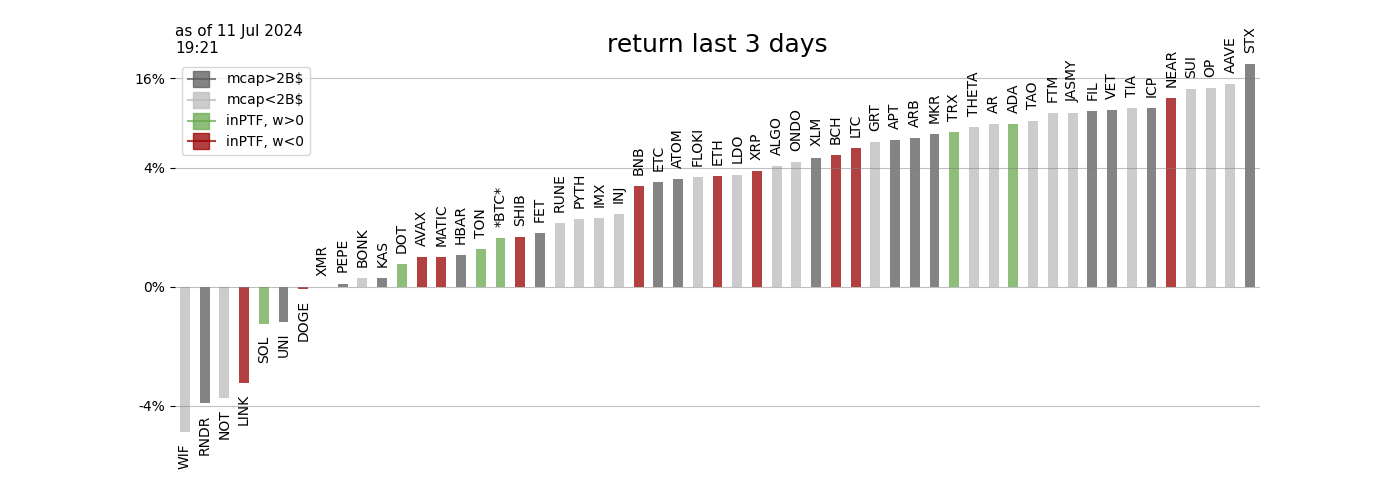 as of 11 Jul 2024
19:21
return last 3 days
mcap>2B$
mcap<2B$
inPTF, w>0
inPTF, w<0
16%
4%
0%
-4%
WIF
RNDR
NOT
LINK
SOL
UNI
DOGE
XMR
PEPE
BONK
KAS
DOT
AVAX
MATIC
HBAR
TON
*BTC*
SHIB
FET
RUNE
PYTH
IMX
INJ
BNB
ETC
ATOM
FLOKI
ETH
LDO
XRP
ALGO
ONDO
XLM
BCH
LTC
GRT
APT
ARB
MKR
TRX
THETA
AR
ADA
TAO
FTM
JASMY
FIL
VET
TIA
ICP
NEAR
SUI
OP
AAVE
STX